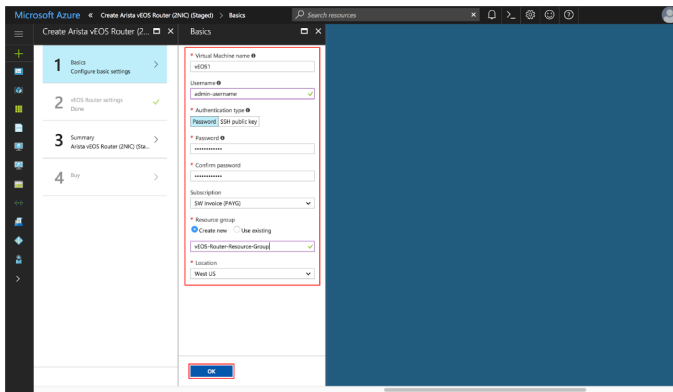 Microsoft Azure « Create Arista vEOS Router (2NIC) (Staged) > Basics
Search resources
Create Arista vEOS Router (2...
Basics
1 Basics
Configure basic settings
2 vEOS Router settings
Done
3 Summary
Arista vEOS Router (2NIC) (Sta...
4 Buy
* Virtual Machine name
vEOS1
Username
admin-username
* Authentication type
Password SSH public key
* Password
••••••••••••
* Confirm password
••••••••••••
Subscription
SW Invoice (PAYG)
* Resource group
Create new Use existing
vEOS-Router-Resource-Group
* Location
West US
OK